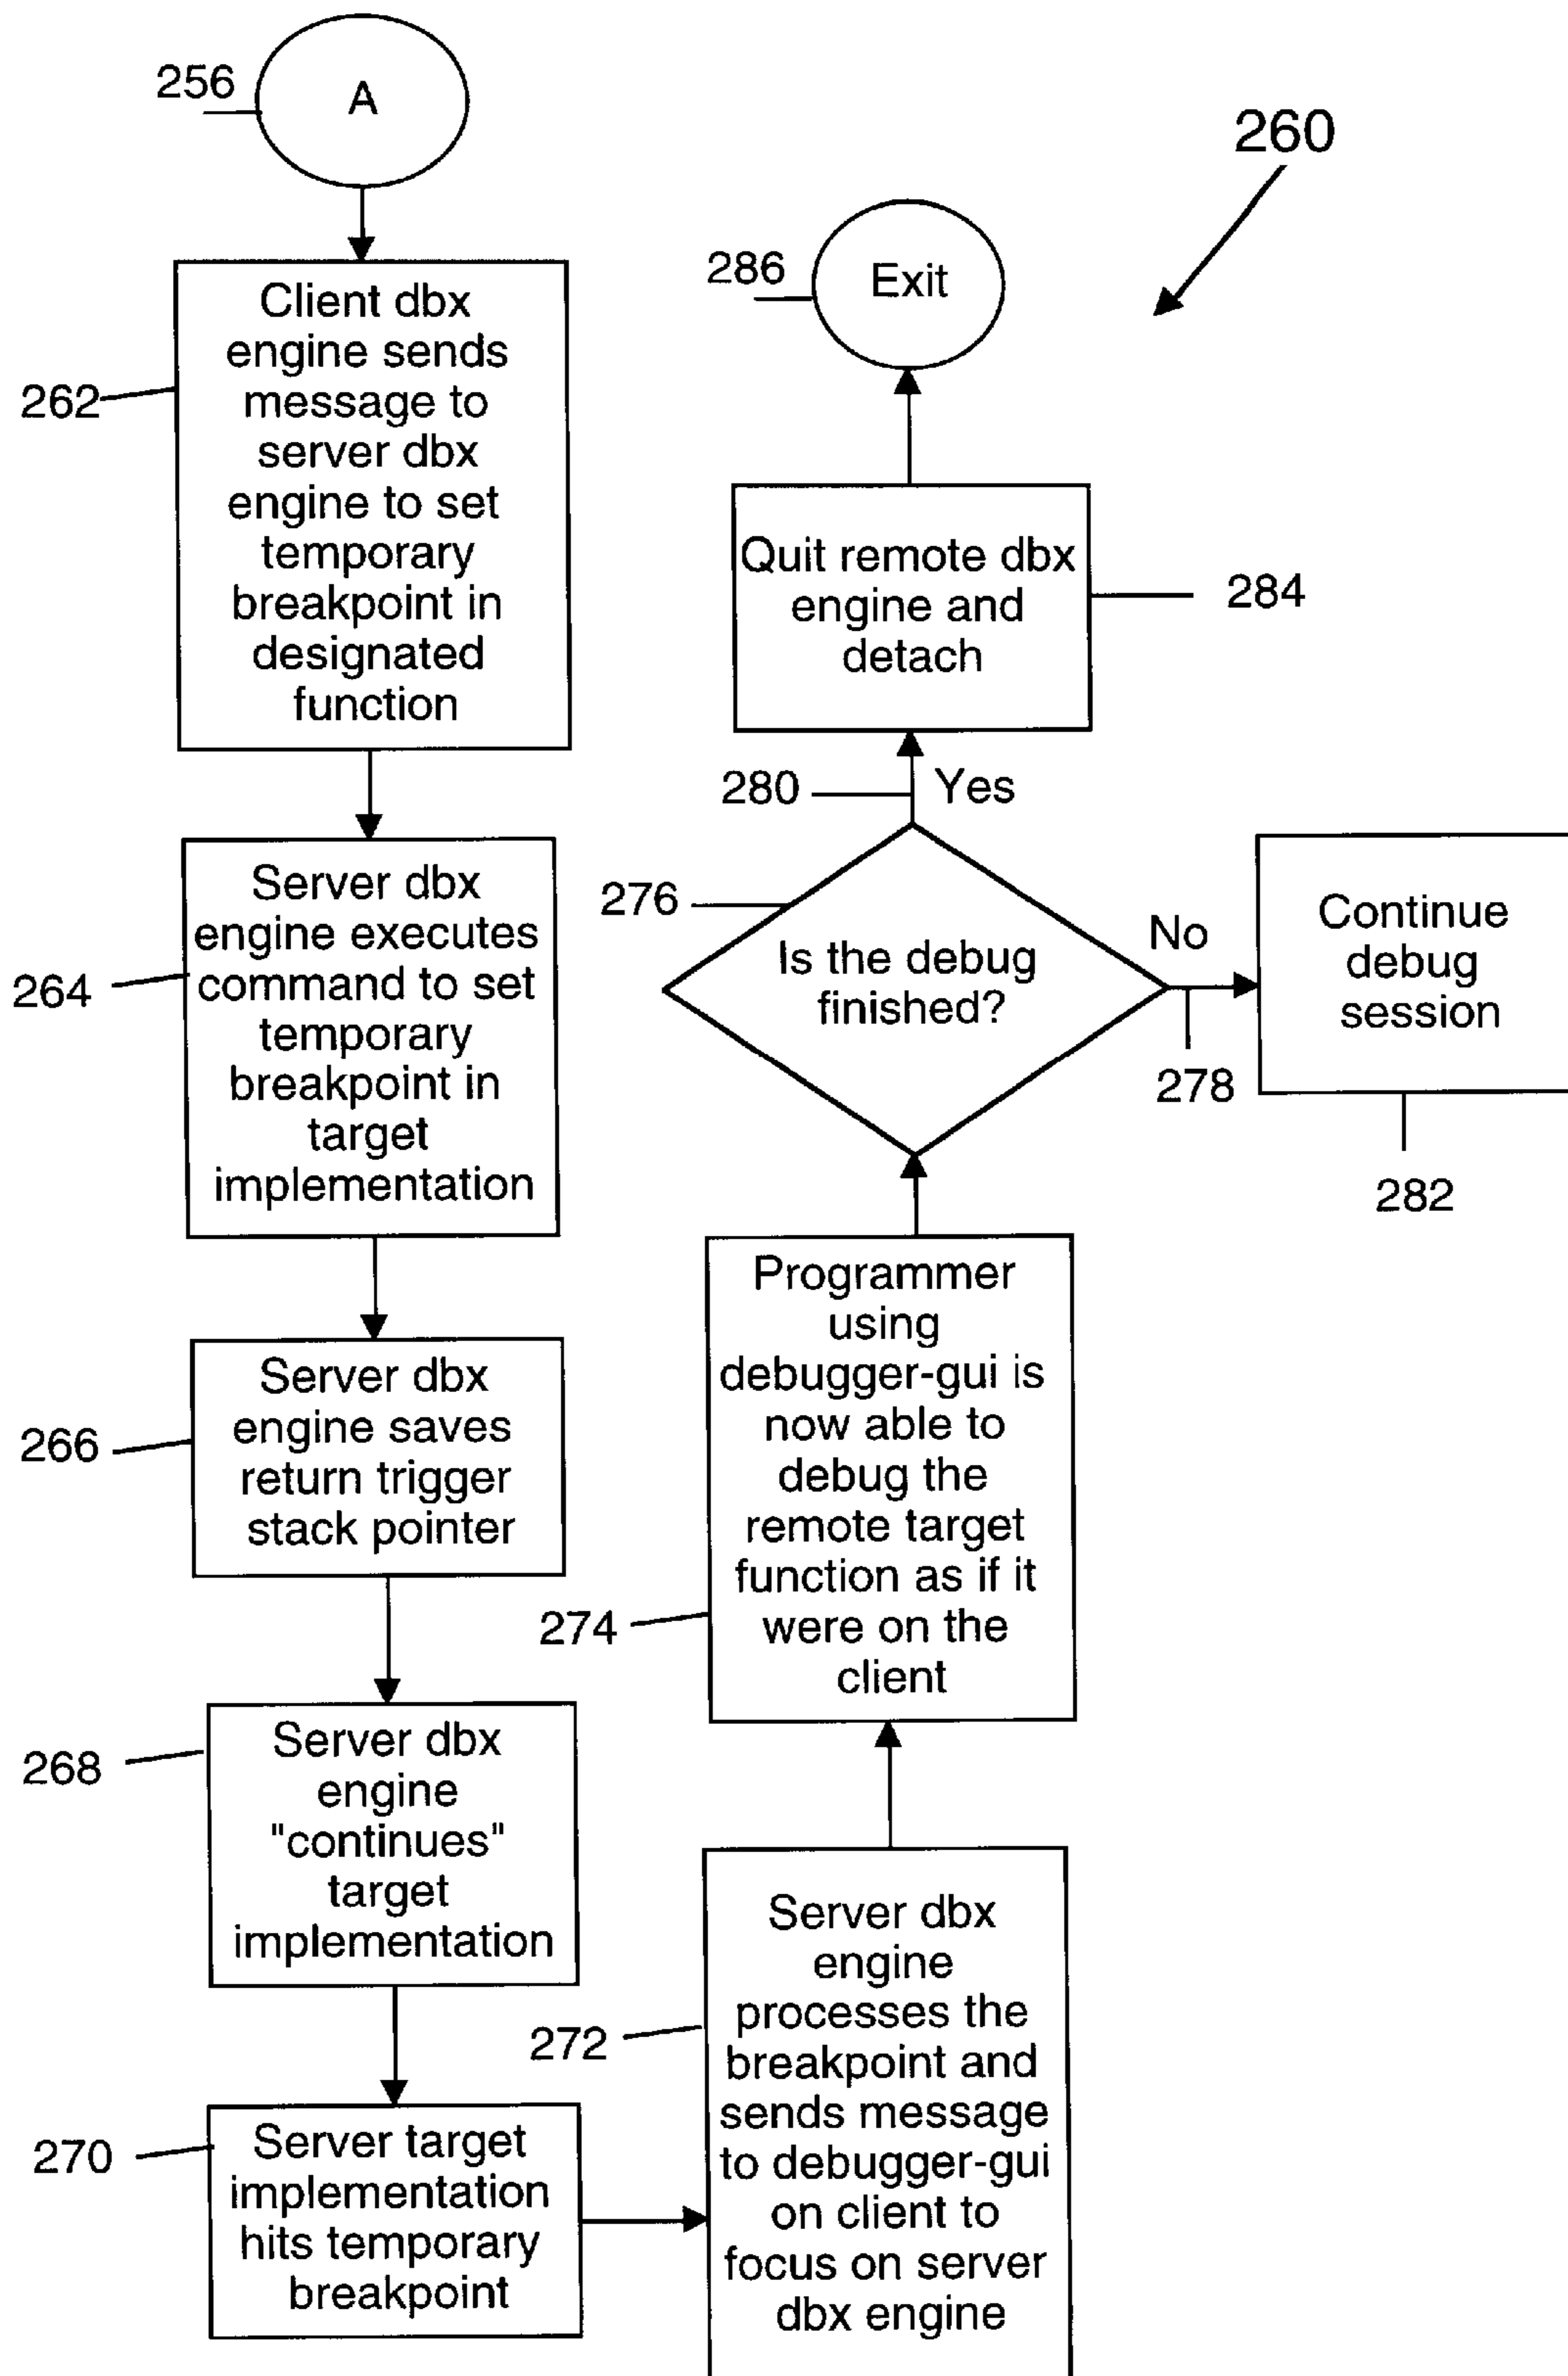 256
A
260
262
Client dbx
engine sends
message to
server dbx
engine to set
temporary
breakpoint in
designated
function
264
Server dbx
engine executes
command to set
temporary
breakpoint in
target
implementation
266
Server dbx
engine saves
return trigger
stack pointer
268
Server dbx
engine
"continues"
target
implementation
270
Server target
implementation
hits temporary
breakpoint
272
Server dbx
engine
processes the
breakpoint and
sends message
to debugger-gui
on client to
focus on server
dbx engine
274
Programmer
using
debugger-gui is
now able to
debug the
remote target
function as if it
were on the
client
276
Is the debug
finished?
No
278
Continue
debug
session
282
280
Yes
Quit remote dbx
engine and
detach
284
286
Exit